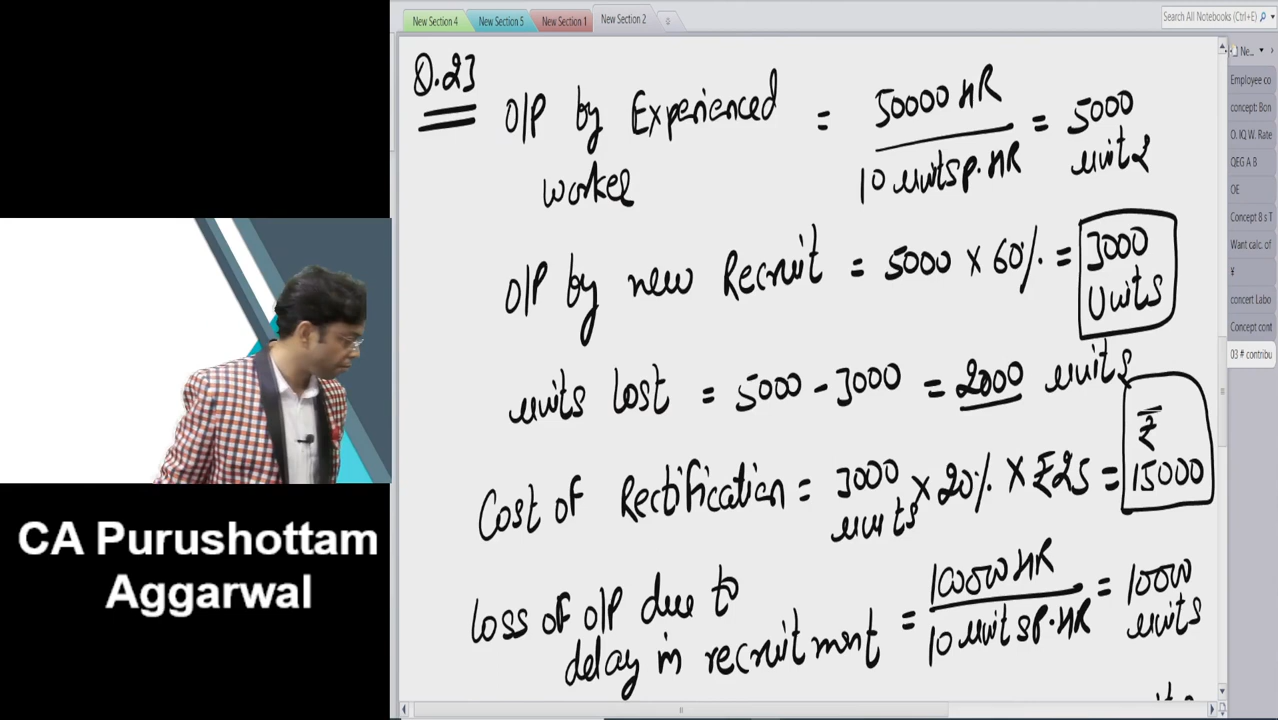 New Section 4
New Section 5
New Section 1
New Section 2
Search All Notebooks (Ctrl+E)
Ne...
Employee co
concept: Bon
O. IQ W. Rate
QEG A B
OE
Concept 8 s T
Want calc. of
¥
concert Labo
Concept cont
03 # contribu
Q.23
O/P by Experienced worker = 50000 HR / 10 units p. HR = 5000 units
O/P by new Recruit = 5000 × 60% = 3000 Units
units lost = 5000 - 3000 = 2000 units
Cost of Rectification = 3000 units × 20% × ₹25 = ₹ 15000
Loss of O/P due to delay in recruitment = 10000 HR / 10 units p. HR = 1000 units
CA Purushottam
Aggarwal